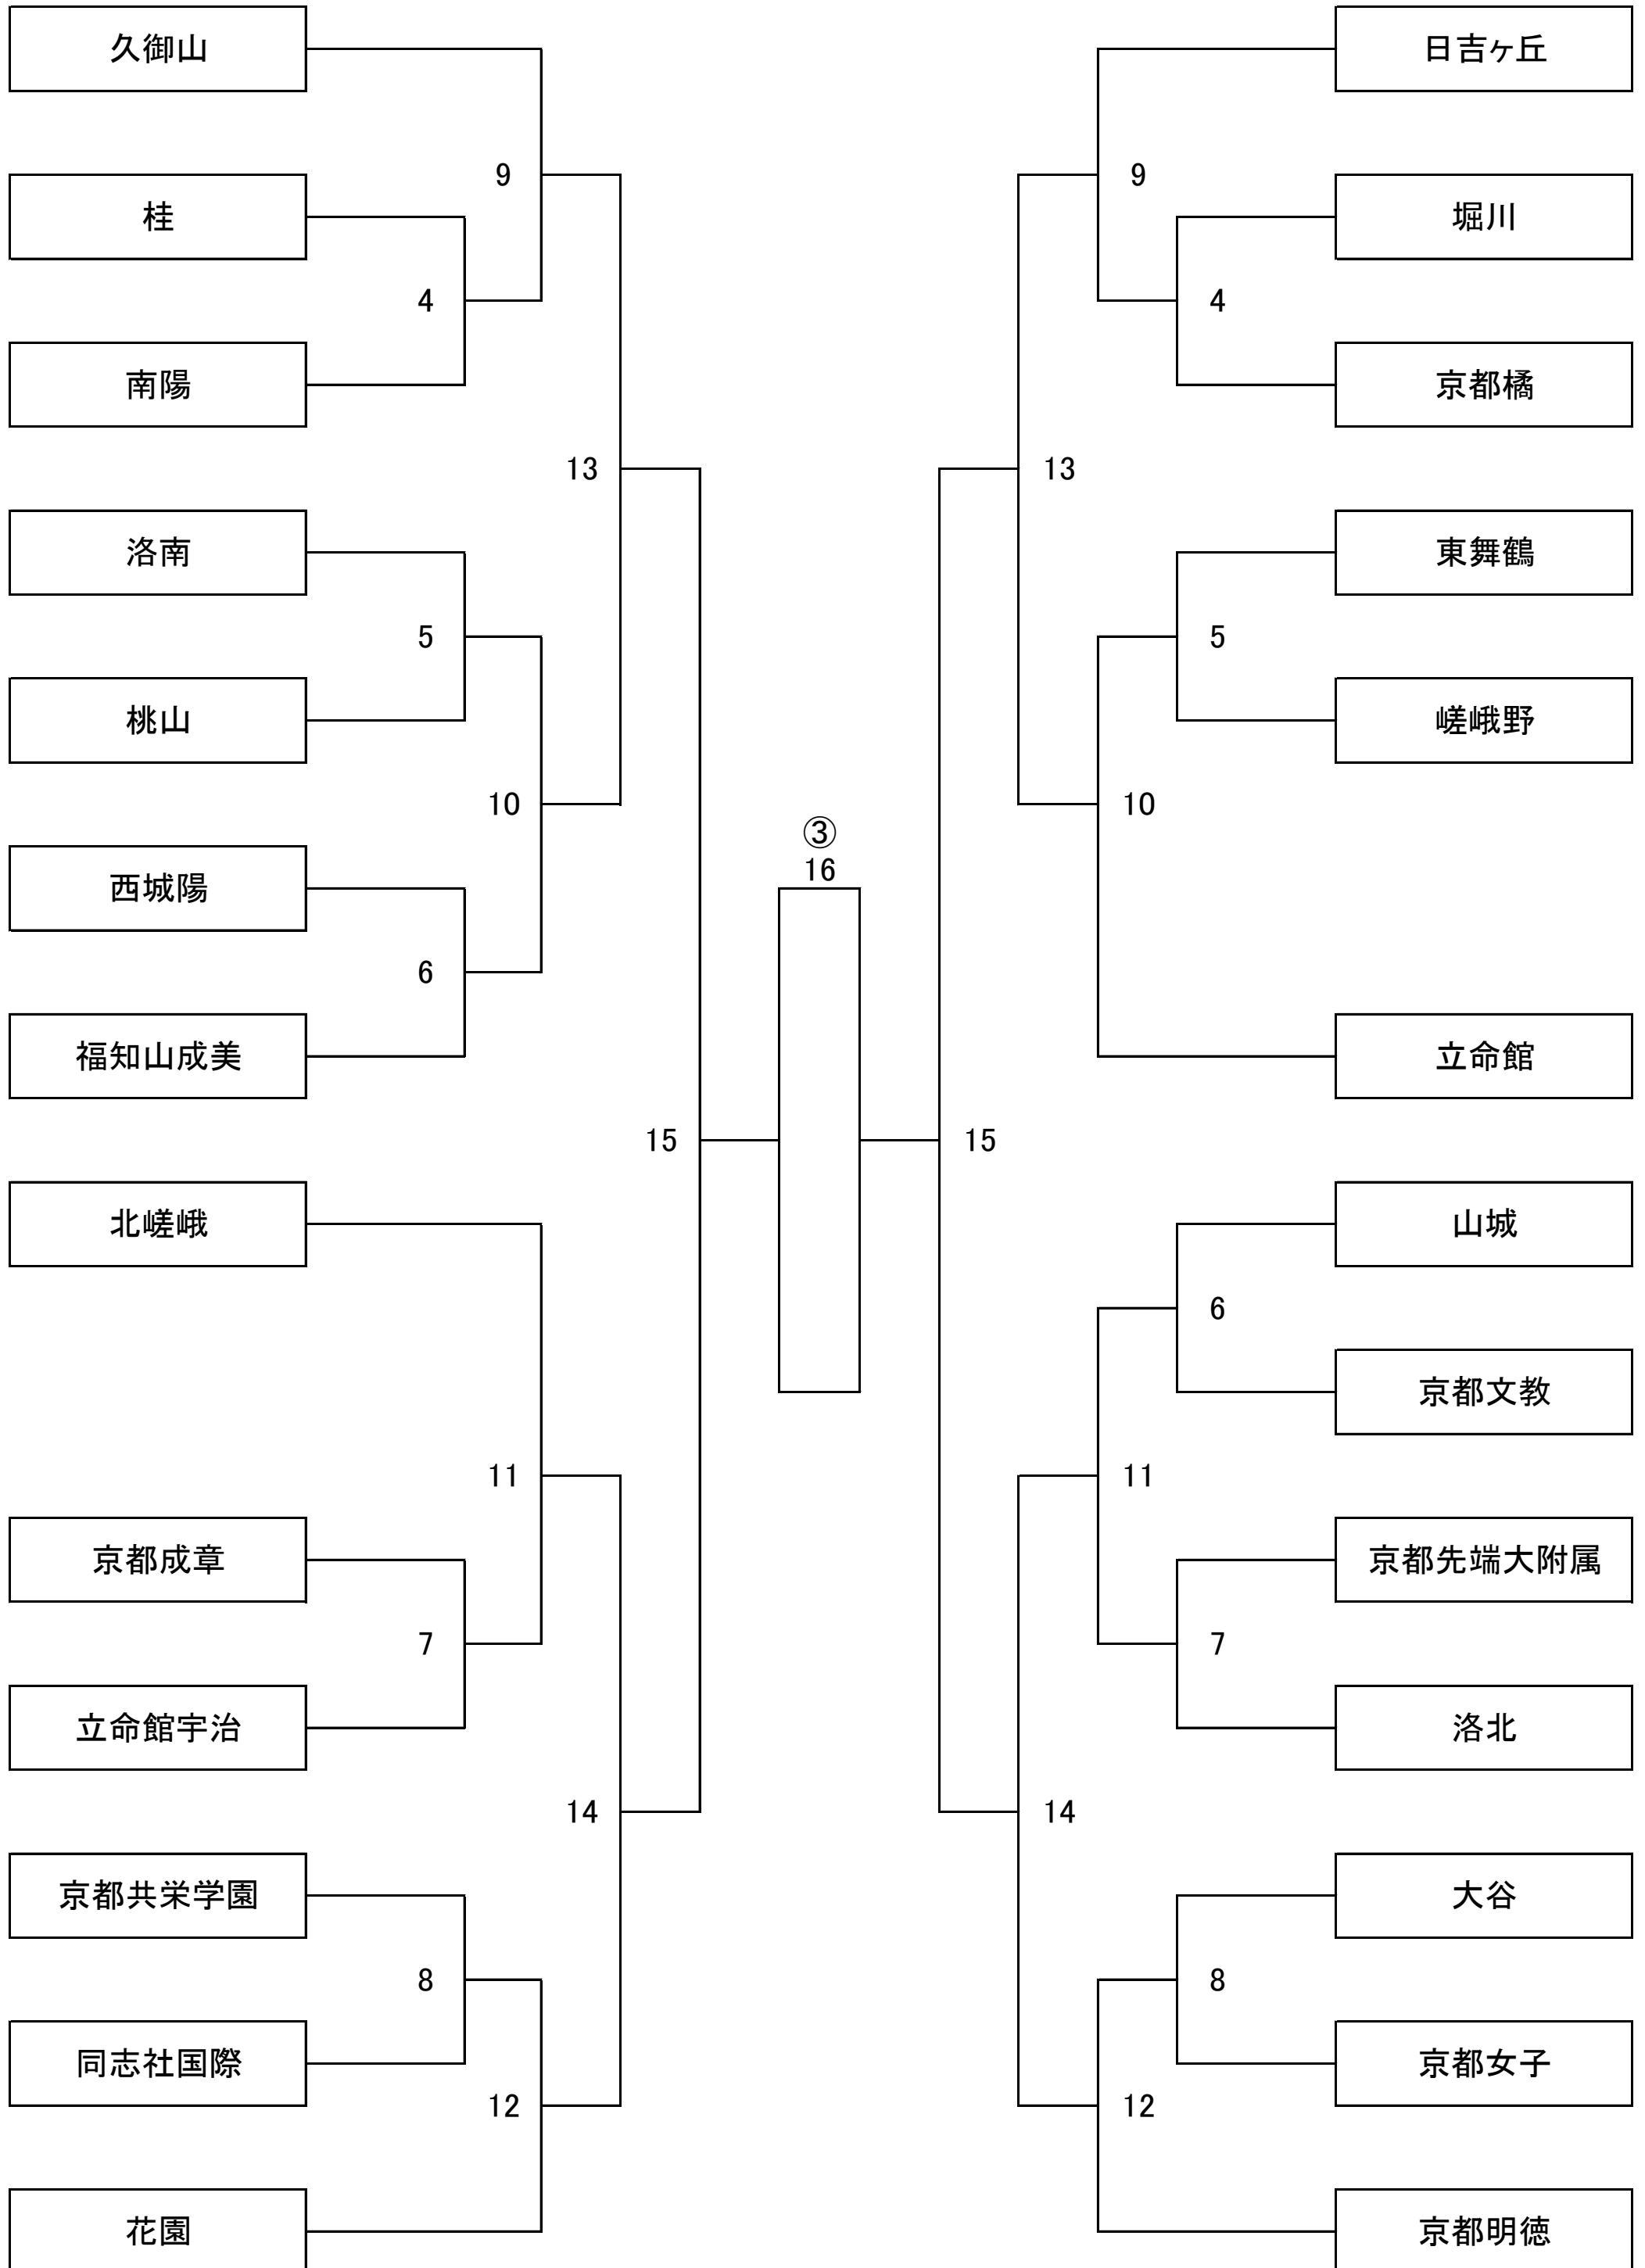 久御山
日吉ヶ丘
9
9
桂
堀川
4
4
南陽
京都橘
13
13
洛南
東舞鶴
5
5
桃山
嵯峨野
10
10
③
16
西城陽
6
福知山成美
立命館
15
15
北嵯峨
山城
6
京都文教
11
11
京都成章
京都先端大附属
7
7
立命館宇治
洛北
14
14
京都共栄学園
大谷
8
8
同志社国際
京都女子
12
12
花園
京都明徳